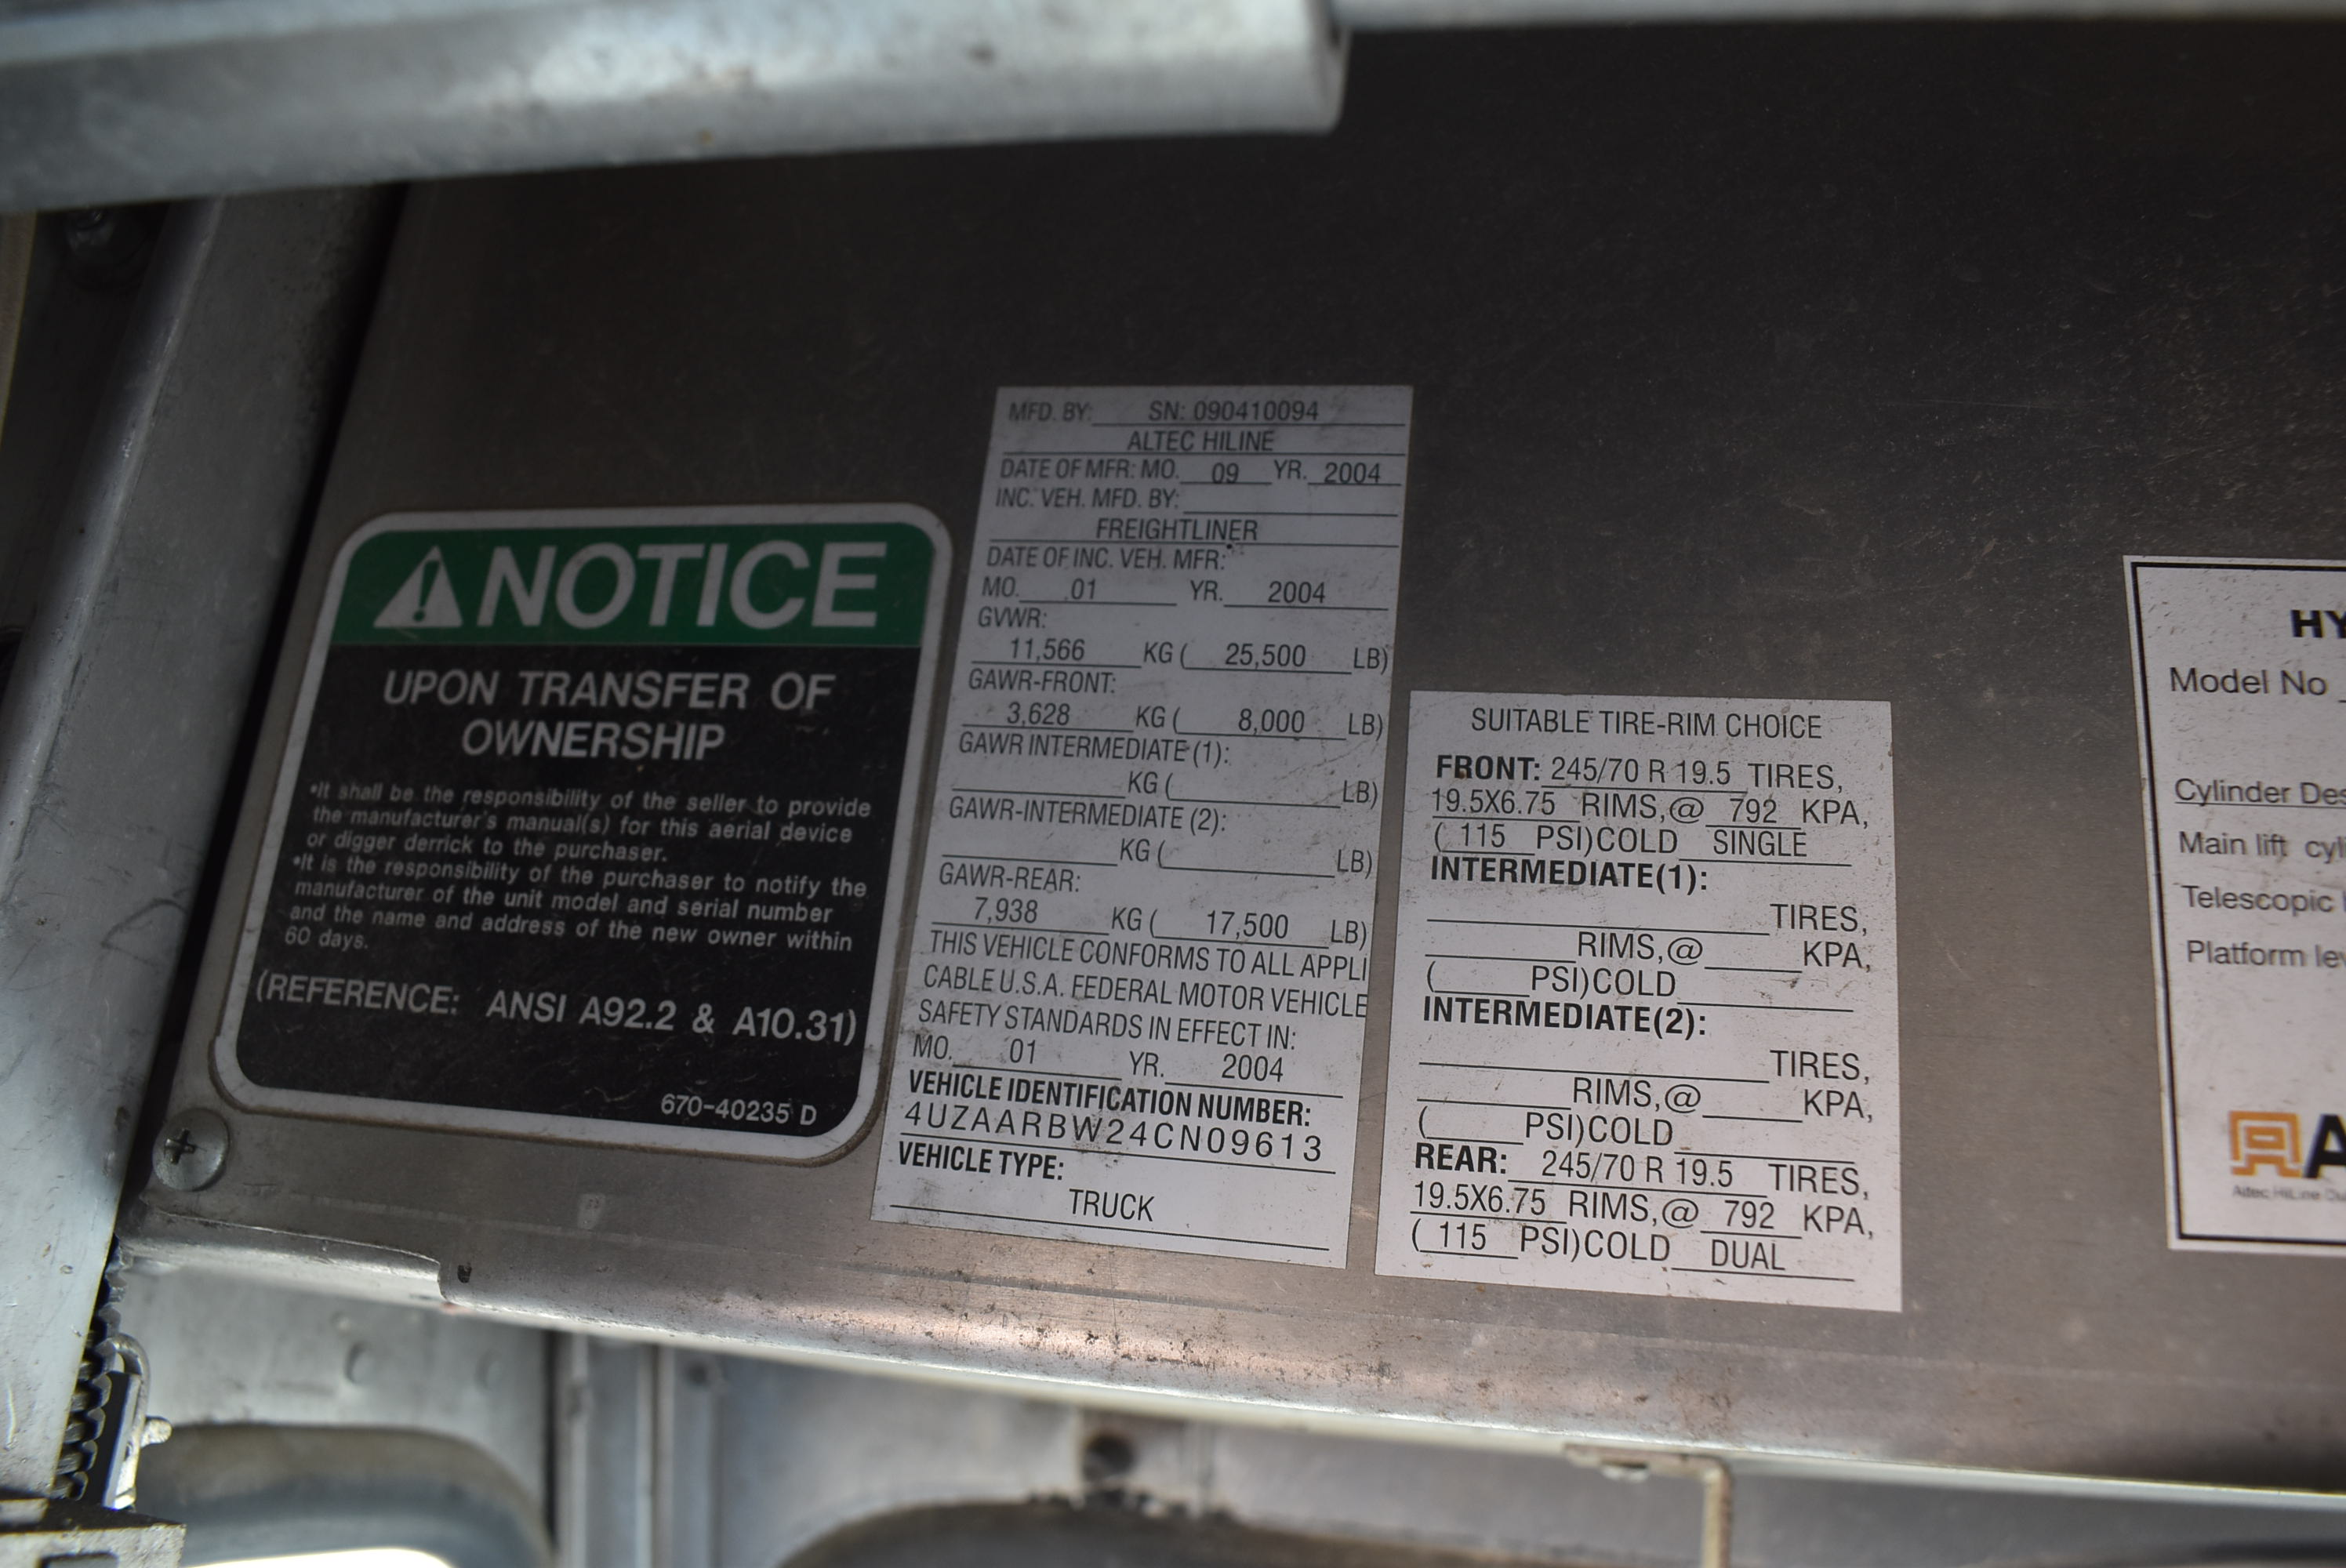 NOTICE
UPON TRANSFER OF
OWNERSHIP
•It shall be the responsibility of the seller to provide
the manufacturer's manual(s) for this aerial device
or digger derrick to the purchaser.
•It is the responsibility of the purchaser to notify the
manufacturer of the unit model and serial number
and the name and address of the new owner within
60 days.
(REFERENCE: ANSI A92.2 & A10.31)
670-40235 D
MFD. BY: SN: 090410094
ALTEC HILINE
DATE OF MFR: MO. 09 YR. 2004
INC. VEH. MFD. BY:
FREIGHTLINER
DATE OF INC. VEH. MFR:
MO. 01 YR. 2004
GVWR:
11,566 KG ( 25,500 LB)
GAWR-FRONT:
3,628 KG ( 8,000 LB)
GAWR INTERMEDIATE (1):
KG ( LB)
GAWR-INTERMEDIATE (2):
KG ( LB)
GAWR-REAR:
7,938 KG ( 17,500 LB)
THIS VEHICLE CONFORMS TO ALL APPLI
CABLE U.S.A. FEDERAL MOTOR VEHICLE
SAFETY STANDARDS IN EFFECT IN:
MO. 01 YR. 2004
VEHICLE IDENTIFICATION NUMBER:
4UZAARBW24CN09613
VEHICLE TYPE:
TRUCK
SUITABLE TIRE-RIM CHOICE
FRONT: 245/70 R 19.5 TIRES,
19.5X6.75 RIMS,@ 792 KPA,
( 115 PSI)COLD SINGLE
INTERMEDIATE(1):
TIRES,
RIMS,@ KPA,
( PSI)COLD
INTERMEDIATE(2):
TIRES,
RIMS,@ KPA,
( PSI)COLD
REAR: 245/70 R 19.5 TIRES,
19.5X6.75 RIMS,@ 792 KPA,
( 115 PSI)COLD DUAL
HY
Model No
Cylinder Des
Main lift cyl
Telescopic
Platform lev
A
Altec HiLine